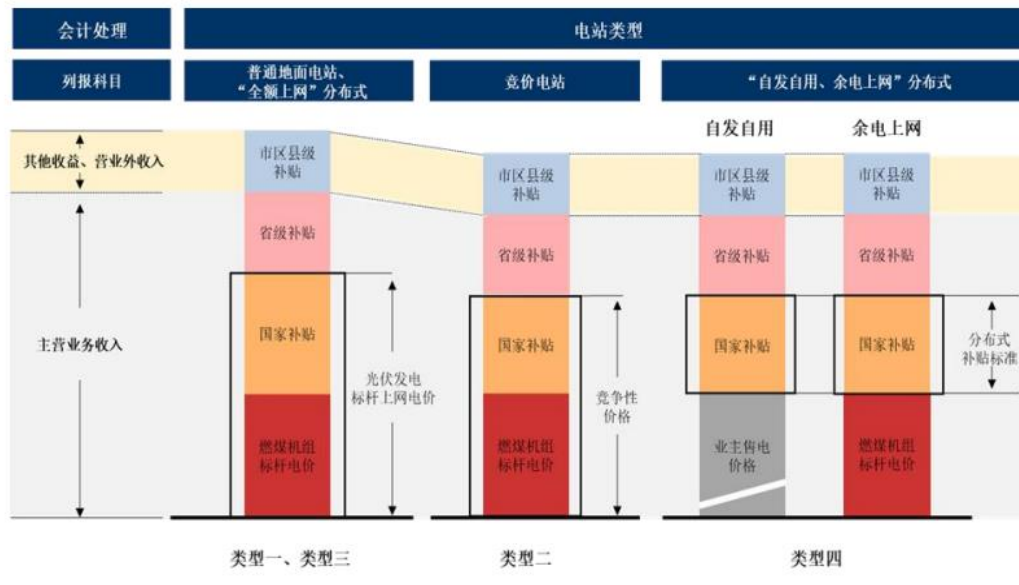 会计处理
电站类型
列报科目
普通地面电站、
“全额上网”分布式
竞价电站
“自发自用、余电上网”分布式
自发自用
余电上网
其他收益、营业外收入
市区县级
补贴
市区县级
补贴
市区县级
补贴
市区县级
补贴
省级补贴
省级补贴
省级补贴
省级补贴
主营业务收入
国家补贴
光伏发电
标杆上网电价
国家补贴
竞争性
价格
国家补贴
国家补贴
分布式
补贴标准
燃煤机组
标杆电价
燃煤机组
标杆电价
业主售电
价格
燃煤机组
标杆电价
类型一、类型三
类型二
类型四